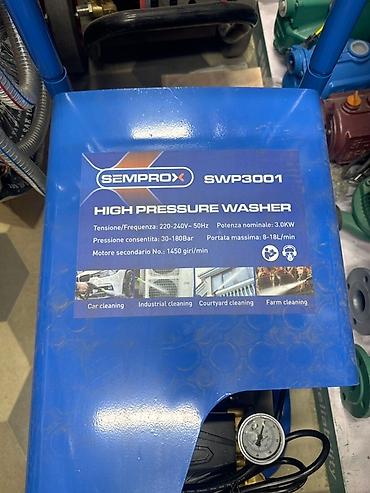 SEMPROX SWP3001
HIGH PRESSURE WASHER
Tensione/Frequenza: 220-240V~ 50Hz Potenza nominale: 3.0KW
Pressione consentita: 30-180Bar Portata massima: 8-18L/min
Motore secondario No.: 1450 giri/min
Car cleaning Industrial cleaning Courtyard cleaning Farm cleaning